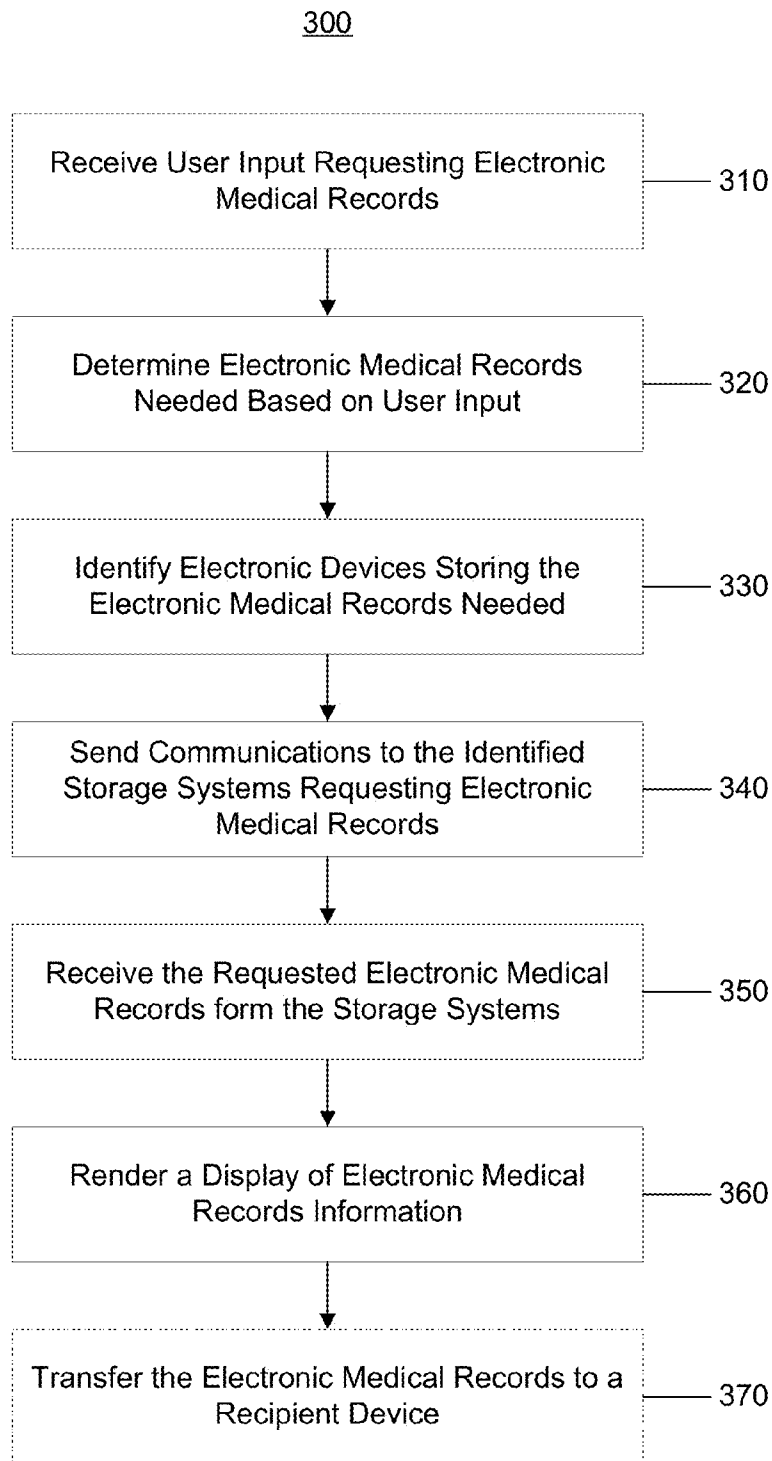 300
Receive User Input Requesting Electronic
Medical Records
310
Determine Electronic Medical Records
Needed Based on User Input
320
Identify Electronic Devices Storing the
Electronic Medical Records Needed
330
Send Communications to the Identified
Storage Systems Requesting Electronic
Medical Records
340
Receive the Requested Electronic Medical
Records form the Storage Systems
350
Render a Display of Electronic Medical
Records Information
360
Transfer the Electronic Medical Records to a
Recipient Device
370